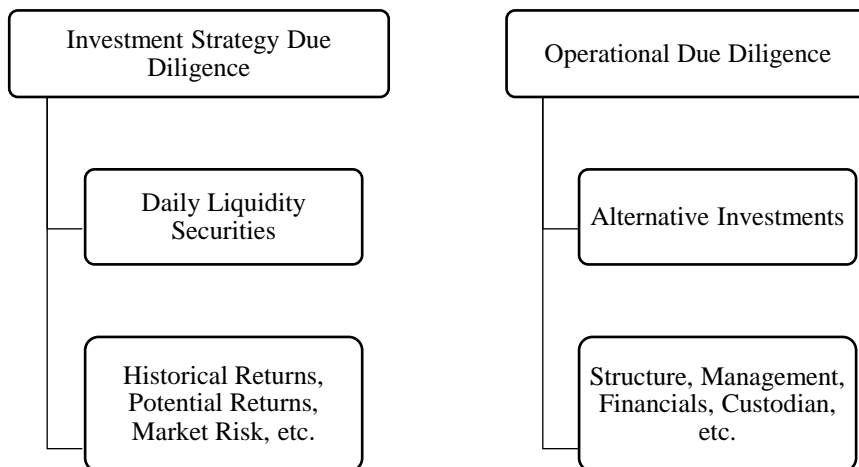 Investment Strategy Due
Diligence
Daily Liquidity
Securities
Historical Returns,
Potential Returns,
Market Risk, etc.
Operational Due Diligence
Alternative Investments
Structure, Management,
Financials, Custodian,
etc.